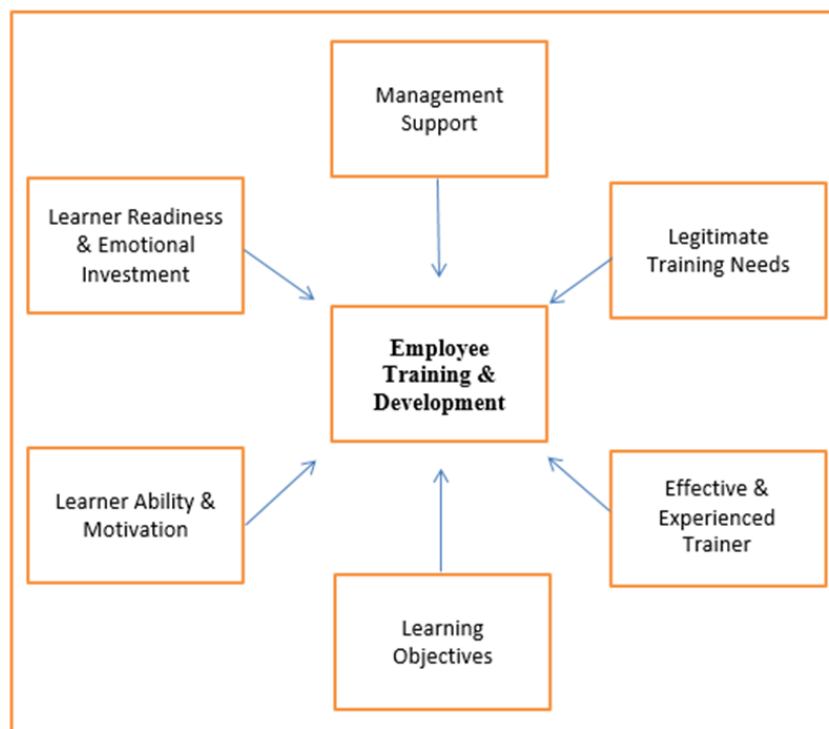 Management
Support
Learner Readiness
& Emotional
Investment
Legitimate
Training Needs
Employee
Training &
Development
Learner Ability &
Motivation
Effective &
Experienced
Trainer
Learning
Objectives